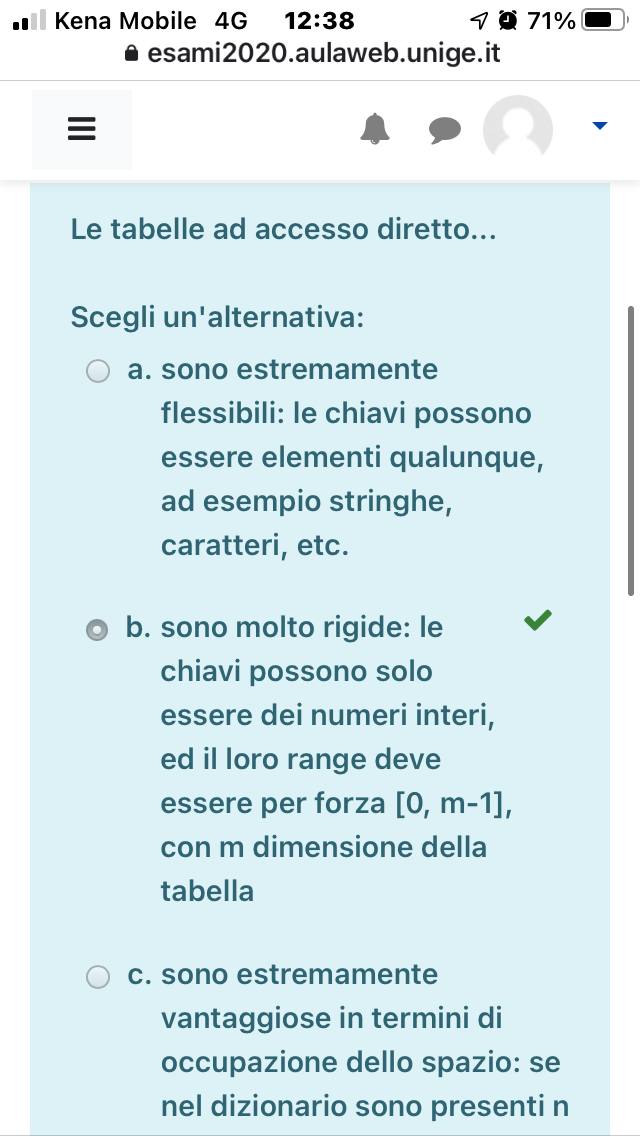 Kena Mobile 4G 12:38 71%
esami2020.aulaweb.unige.it
Le tabelle ad accesso diretto...
Scegli un'alternativa:
a. sono estremamente
flessibili: le chiavi possono
essere elementi qualunque,
ad esempio stringhe,
caratteri, etc.
b. sono molto rigide: le
chiavi possono solo
essere dei numeri interi,
ed il loro range deve
essere per forza [0, m-1],
con m dimensione della
tabella
c. sono estremamente
vantaggiose in termini di
occupazione dello spazio: se
nel dizionario sono presenti n